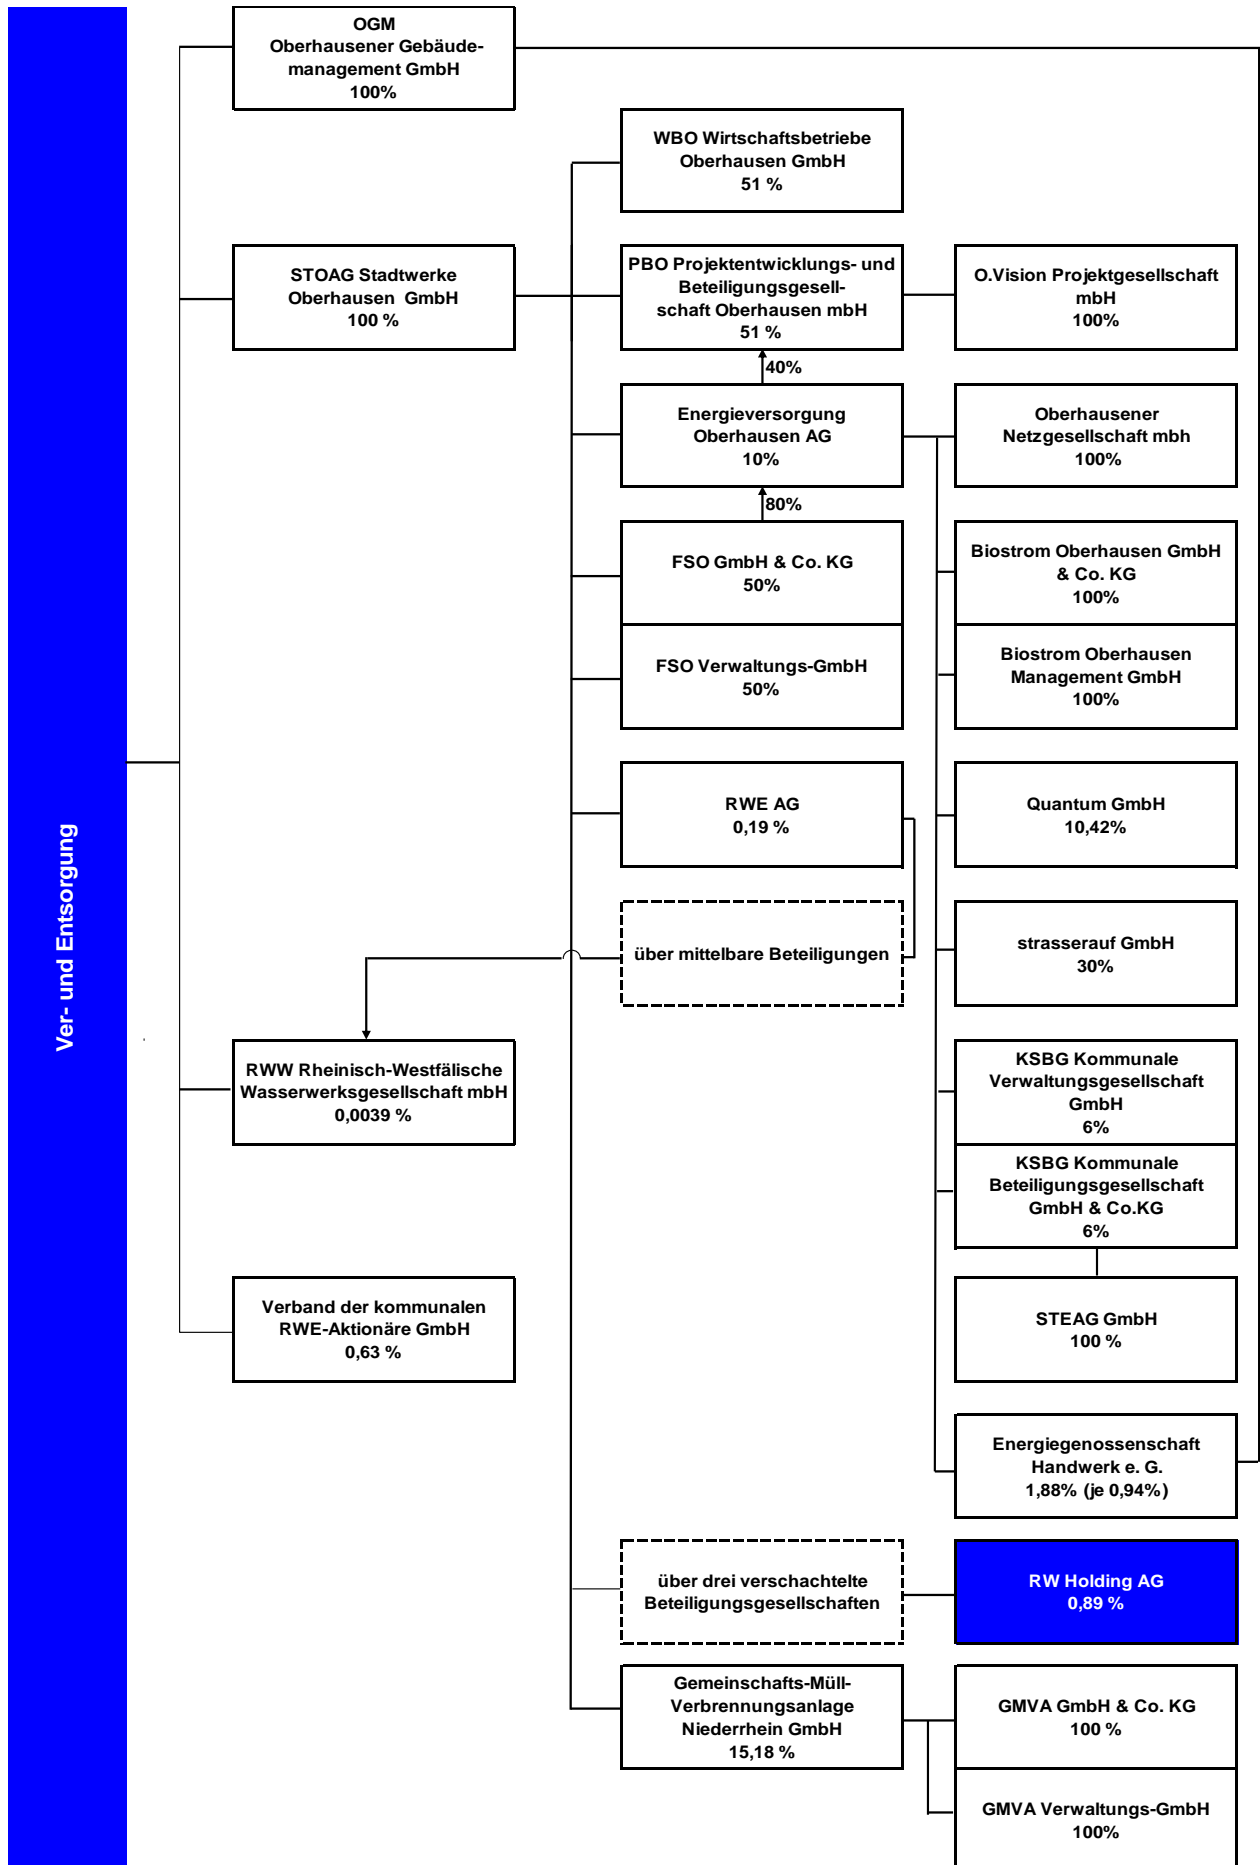 Ver- und Entsorgung
OGM
Oberhausener Gebäude-
management GmbH
100%
STOAG Stadtwerke
Oberhausen GmbH
100 %
RWW Rheinisch-Westfälische
Wasserwerksgesellschaft mbH
0,0039 %
Verband der kommunalen
RWE-Aktionäre GmbH
0,63 %
WBO Wirtschaftsbetriebe
Oberhausen GmbH
51 %
PBO Projektentwicklungs- und
Beteiligungsgesell-
schaft Oberhausen mbH
51 %
40%
Energieversorgung
Oberhausen AG
10%
80%
FSO GmbH & Co. KG
50%
FSO Verwaltungs-GmbH
50%
RWE AG
0,19 %
über mittelbare Beteiligungen
über drei verschachtelte
Beteiligungsgesellschaften
Gemeinschafts-Müll-
Verbrennungsanlage
Niederrhein GmbH
15,18 %
O.Vision Projektgesellschaft
mbH
100%
Oberhausener
Netzgesellschaft mbh
100%
Biostrom Oberhausen GmbH
& Co. KG
100%
Biostrom Oberhausen
Management GmbH
100%
Quantum GmbH
10,42%
strasserauf GmbH
30%
KSBG Kommunale
Verwaltungsgesellschaft
GmbH
6%
KSBG Kommunale
Beteiligungsgesellschaft
GmbH & Co.KG
6%
STEAG GmbH
100 %
Energiegenossenschaft
Handwerk e. G.
1,88% (je 0,94%)
RW Holding AG
0,89 %
GMVA GmbH & Co. KG
100 %
GMVA Verwaltungs-GmbH
100%